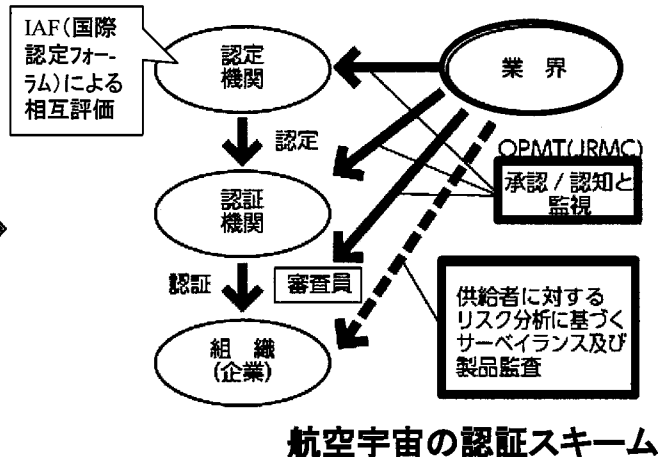 IAF(国際
認定フォー
ラム)による
相互評価
認定
機関
業 界
認定
OPMT(JRMC)
承認/認知と
監視
認証
機関
認証
審査員
組 織
(企業)
供給者に対する
リスク分析に基づく
サーベイランス及び
製品監査
航空宇宙の認証スキーム